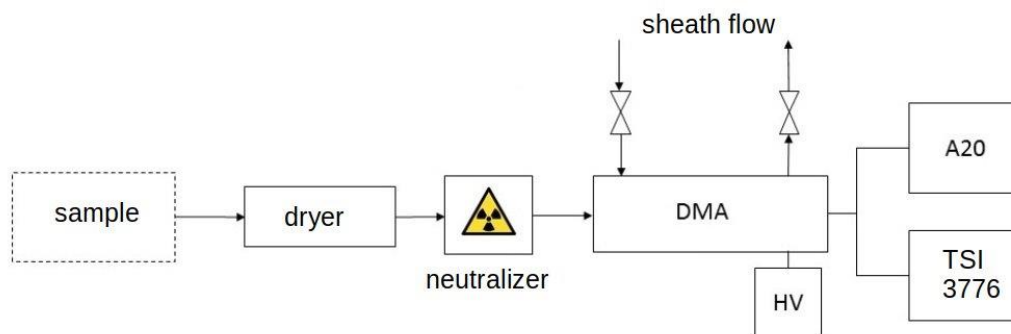 sheath flow
A20
sample
dryer
DMA
neutralizer
HV
TSI
3776